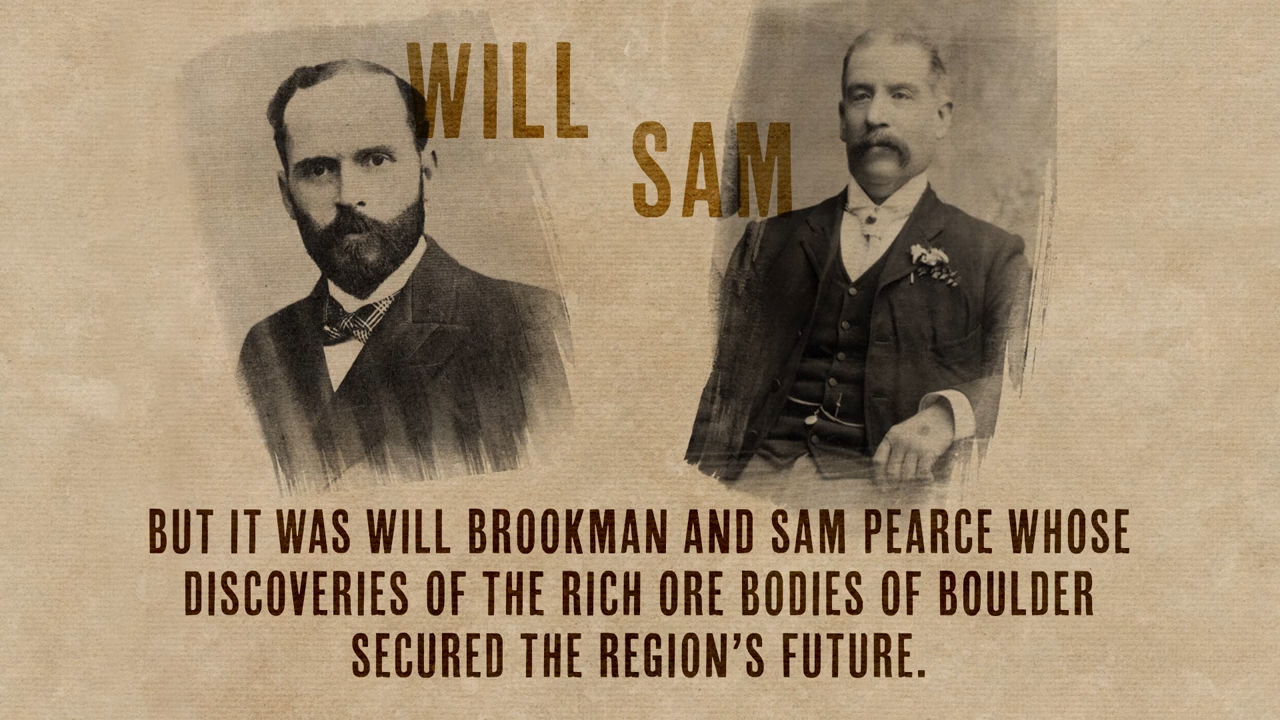 WILL
SAM
BUT IT WAS WILL BROOKMAN AND SAM PEARCE WHOSE
DISCOVERIES OF THE RICH ORE BODIES OF BOULDER
SECURED THE REGION’S FUTURE.